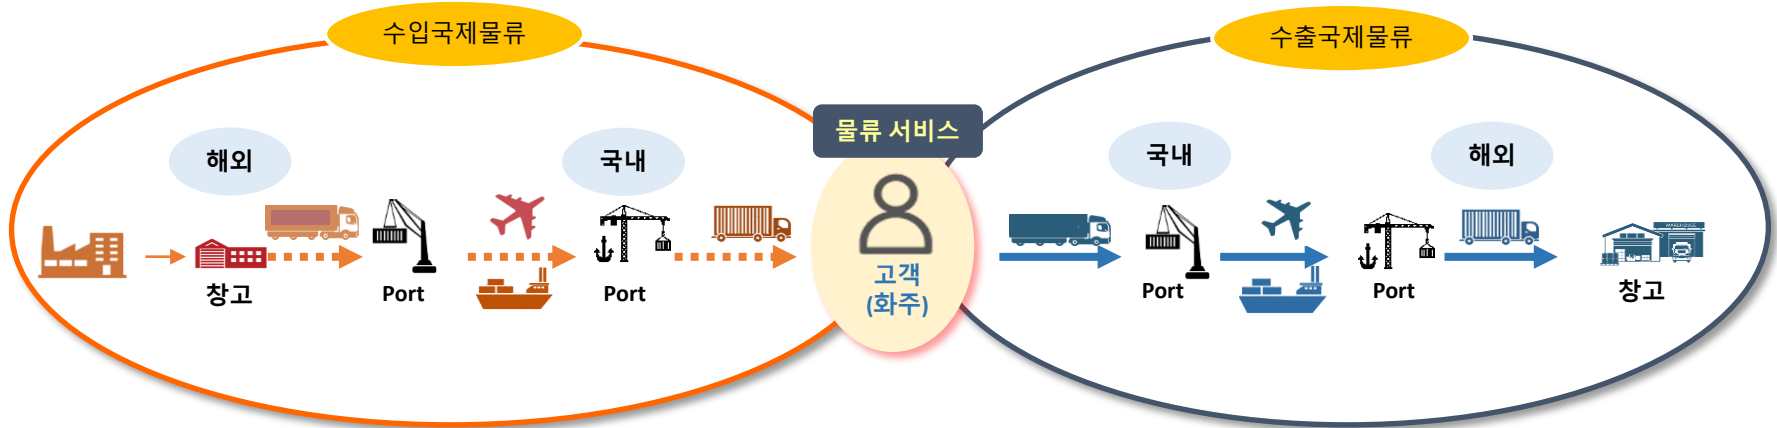 수입국제물류
수출국제물류
물류 서비스
해외
국내
국내
해외
창고
Port
Port
고객
(화주)
Port
Port
WAREHOUSE
창고